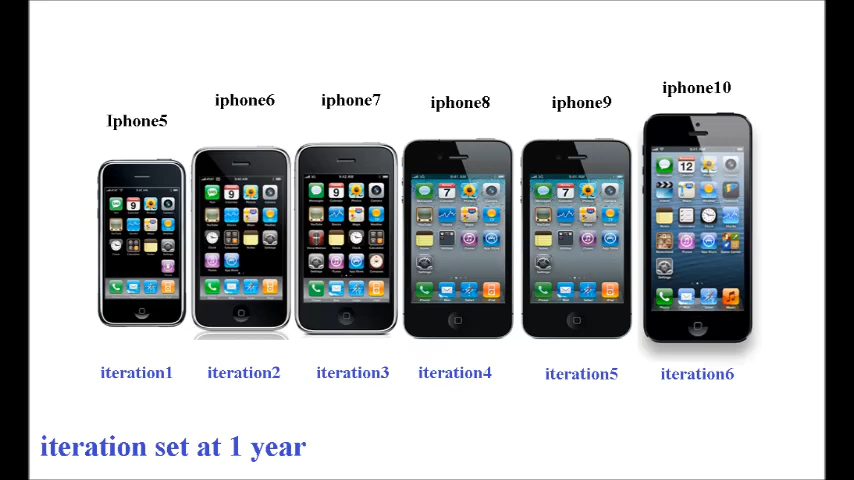 Iphone5
iphone6
iphone7
iphone8
iphone9
iphone10
iteration1
iteration2
iteration3
iteration4
iteration5
iteration6
iteration set at 1 year